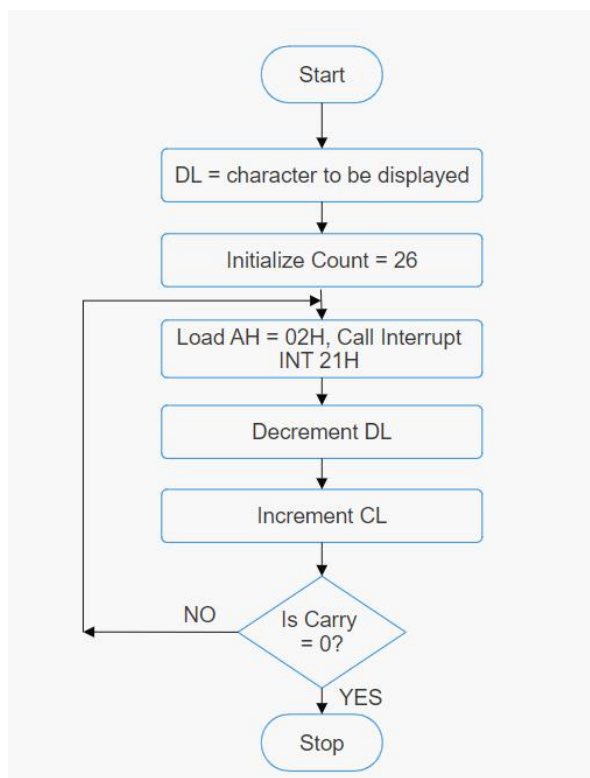 Start
DL = character to be displayed
Initialize Count = 26
Load AH = 02H, Call Interrupt
INT 21H
Decrement DL
Increment CL
Is Carry
= 0?
NO
YES
Stop